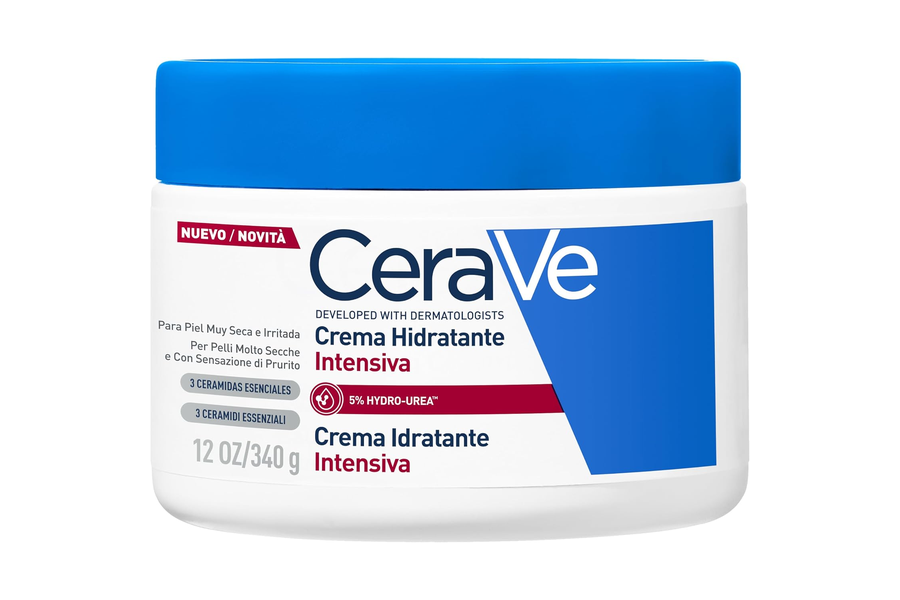 NUEVO / NOVITÀ
CeraVe
DEVELOPED WITH DERMATOLOGISTS
Crema Hidratante
Intensiva
5% HYDRO-UREA™
Crema Idratante
Intensiva
Para Piel Muy Seca e Irritada
Per Pelli Molto Secche
e Con Sensazione di Prurito
3 CERAMIDAS ESENCIALES
3 CERAMIDI ESSENZIALI
12 OZ/340 g